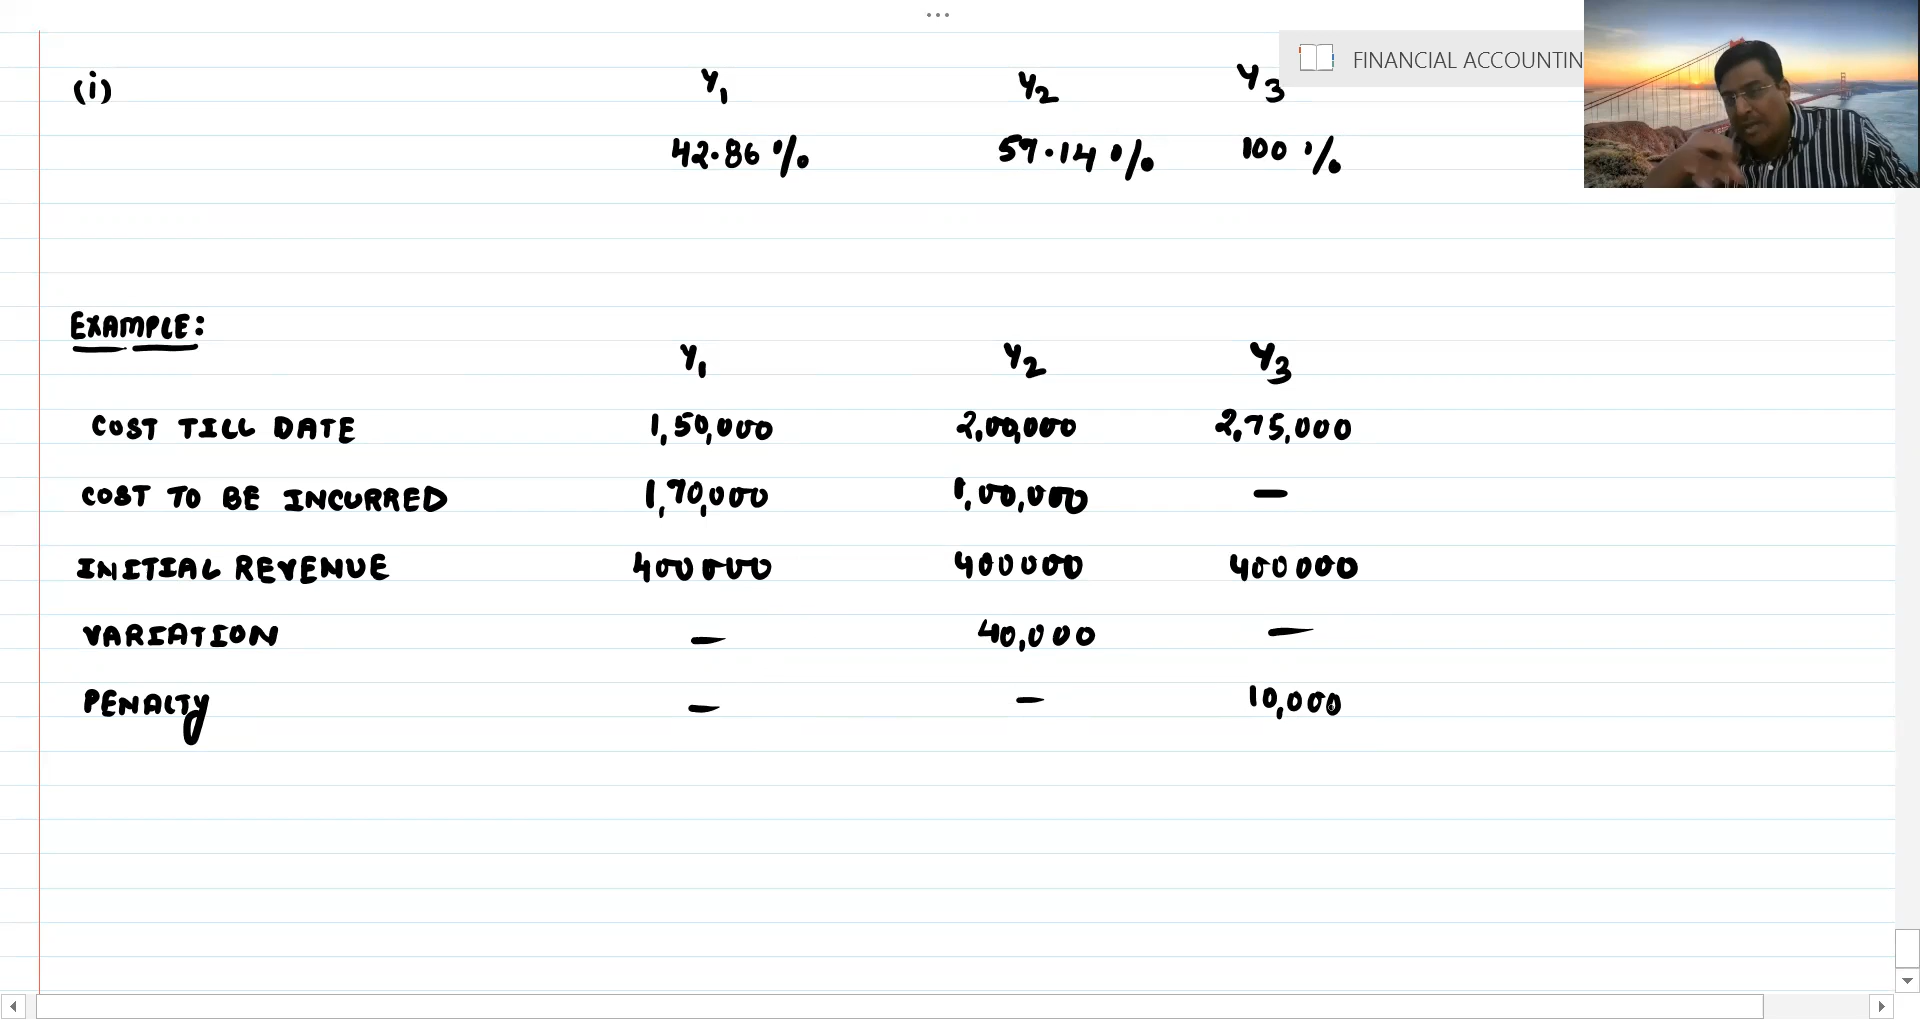 ...
FINANCIAL ACCOUNTIN
(i) Y1 Y2 Y3
42.86 % 57.14 % 100 %
EXAMPLE:
Y1 Y2 Y3
COST TILL DATE 1,50,000 2,00,000 2,75,000
COST TO BE INCURRED 1,70,000 1,00,000 —
INITIAL REVENUE 400000 400000 400000
VARIATION — 40,000 —
PENALTY — — 10,000